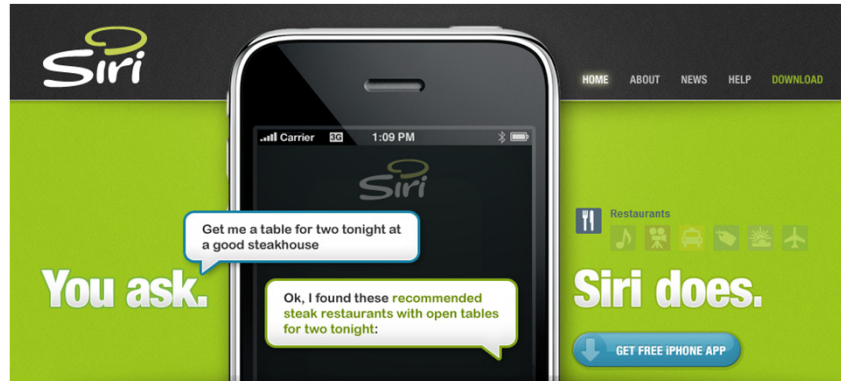 Siri
HOME ABOUT NEWS HELP DOWNLOAD
Carrier 3G 1:09 PM
Siri
Get me a table for two tonight at
a good steakhouse
Restaurants
You ask.
Siri does.
Ok, I found these recommended
steak restaurants with open tables
for two tonight:
GET FREE iPHONE APP